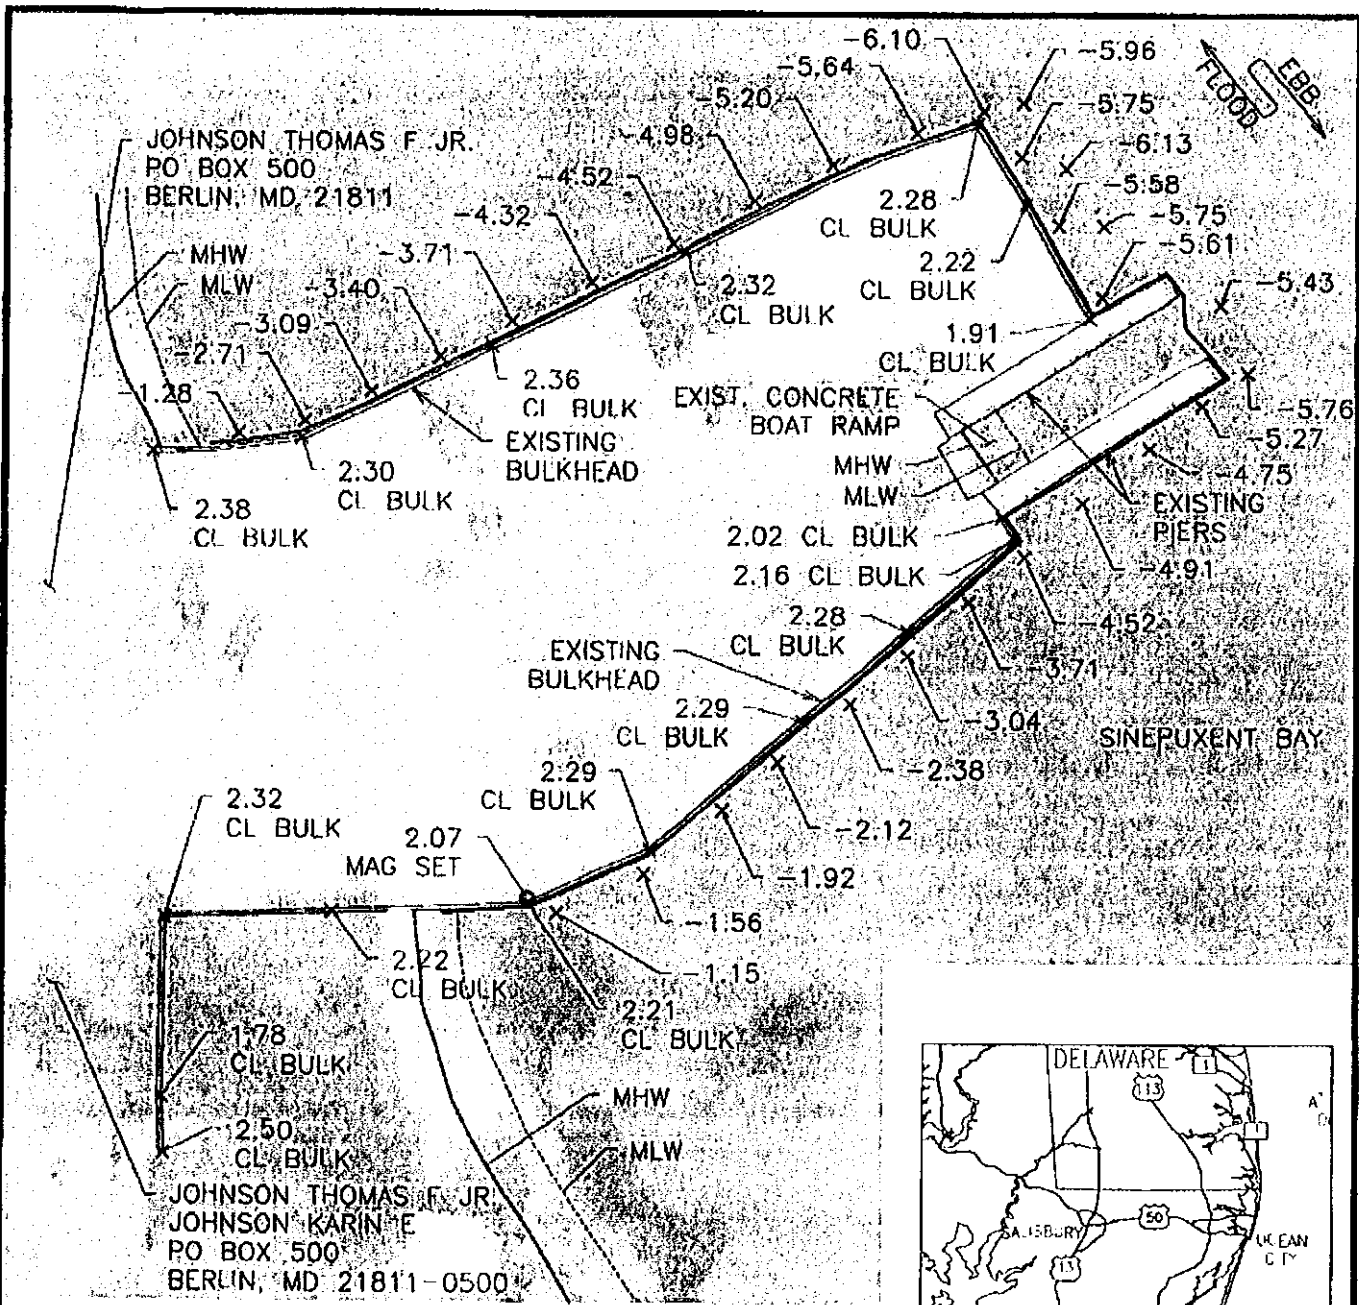 -6.10
-5.96
-5.64
-5.20
-5.75
-4.98
-6.13
-4.52
-5.58
-4.32
-5.75
-3.71
-5.61
-3.40
-5.43
-3.09
-2.71
-1.28
-5.76
-5.27
-4.75
-4.91
-4.52
-3.71
-3.04
-2.38
-2.12
-1.92
-1.56
-1.15
FLOOD
EBB
JOHNSON THOMAS F JR.
PO BOX 500
BERLIN, MD, 21811
MHW
MLW
2.28
CL BULK
2.22
CL BULK
2.32
CL BULK
1.91
CL BULK
2.36
CL BULK
EXIST. CONCRETE
BOAT RAMP
EXISTING
BULKHEAD
MHW
MLW
2.30
CL BULK
2.38
CL BULK
EXISTING
PIERS
2.02 CL BULK
2.16 CL BULK
2.28
CL BULK
EXISTING
BULKHEAD
2.29
CL BULK
SINEPUXENT BAY
2.29
CL BULK
2.32
CL BULK
2.07
MAG SET
2.22
CL BULK
2.21
CL BULK
1.78
CL BULK
2.50
CL BULK
MHW
MLW
JOHNSON THOMAS F JR
JOHNSON KARIN E
PO BOX 500
BERLIN, MD 21811-0500
DELAWARE
113
1
SALISBURY
50
OCEAN
CITY
13